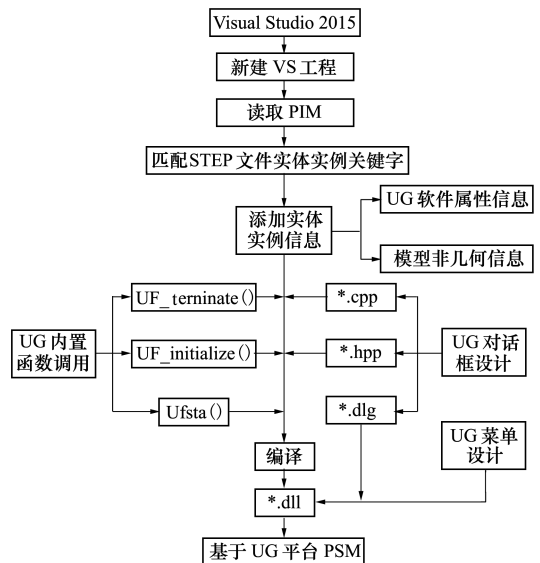 Visual Studio 2015
新建 VS 工程
读取 PIM
匹配STEP 文件实体实例关键字
添加实体
实例信息
UG 软件属性信息
模型非几何信息
UF_terninate()
*.cpp
UG 内置
函数调用
UF_initialize()
*.hpp
UG 对话
框设计
Ufsta()
*.dlg
UG 菜单
设计
编译
*.dll
基于 UG 平台 PSM